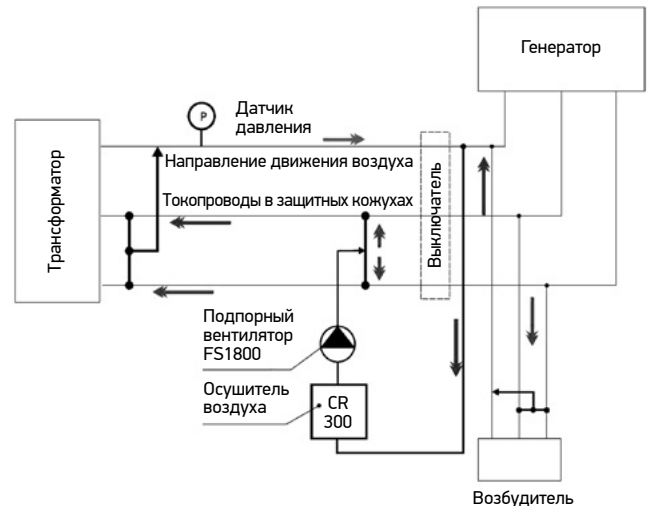 Генератор
Датчик
давления
P
Направление движения воздуха
Трансформатор
Токопроводы в защитных кожухах
Выключатель
Подпорный
вентилятор
FS1800
Осушитель
воздуха
CR
300
Возбудитель